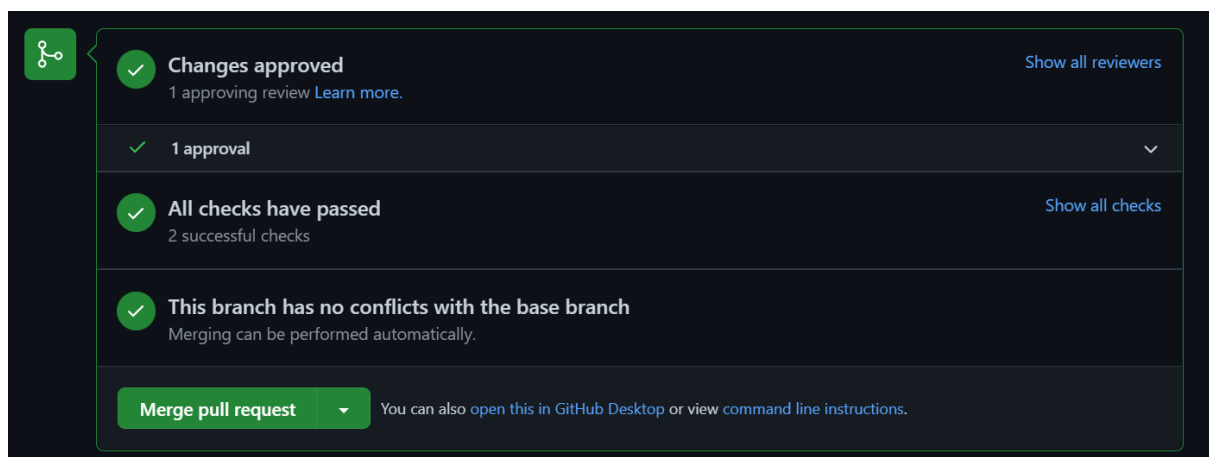 Changes approved
Show all reviewers
1 approving review Learn more.
1 approval
All checks have passed
Show all checks
2 successful checks
This branch has no conflicts with the base branch
Merging can be performed automatically.
Merge pull request
You can also open this in GitHub Desktop or view command line instructions.